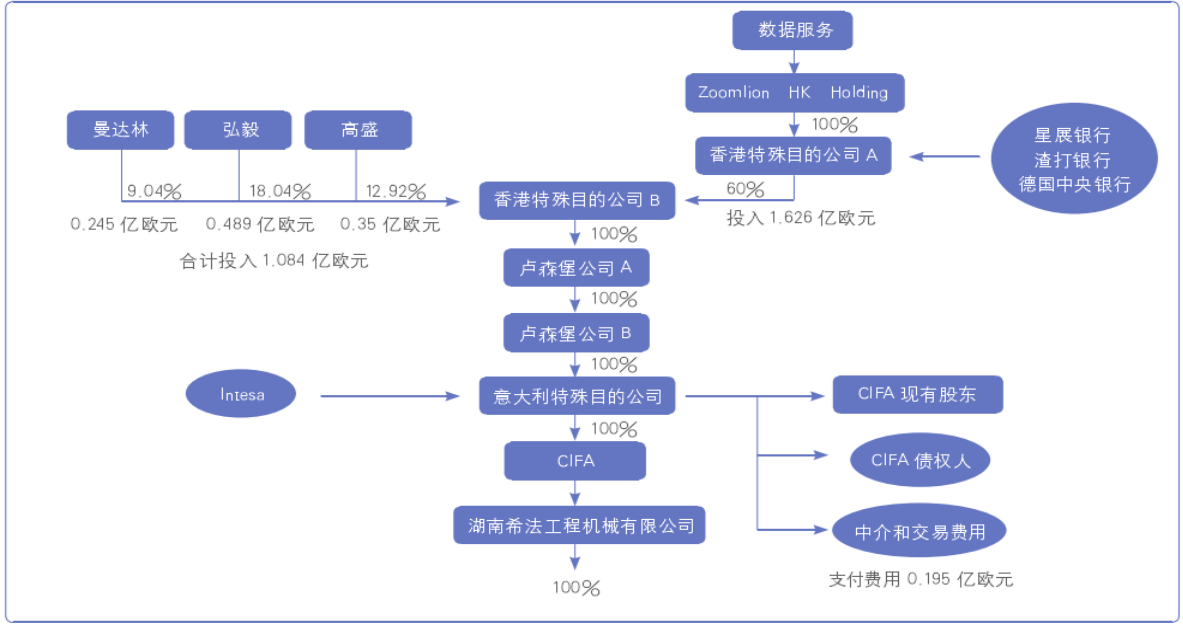 数据服务
Zoomlion HK Holding
100%
曼达林
弘毅
高盛
香港特殊目的公司 A
星展银行
渣打银行
德国中央银行
9.04%
18.04%
12.92%
60%
香港特殊目的公司 B
0.245 亿欧元
0.489 亿欧元
0.35 亿欧元
投入 1.626 亿欧元
100%
合计投入 1.084 亿欧元
卢森堡公司 A
100%
卢森堡公司 B
100%
Intesa
意大利特殊目的公司
CIFA 现有股东
100%
CIFA
CIFA 债权人
湖南希法工程机械有限公司
中介和交易费用
100%
支付费用 0.195 亿欧元